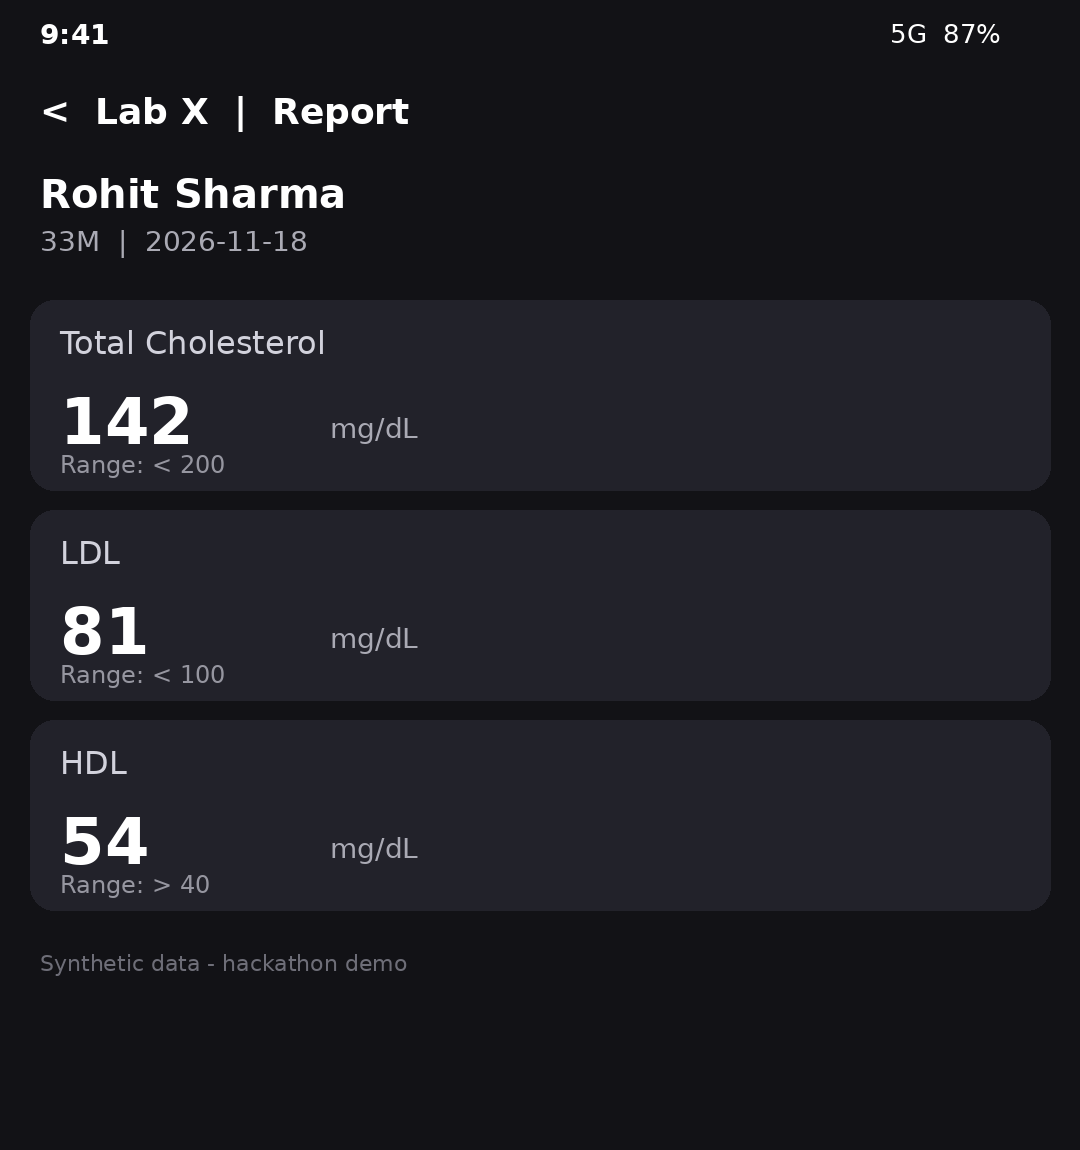 9:41 5G 87%
< Lab X | Report
Rohit Sharma
33M | 2026-11-18
Total Cholesterol
142 mg/dL
Range: < 200
LDL
81 mg/dL
Range: < 100
HDL
54 mg/dL
Range: > 40
Synthetic data - hackathon demo